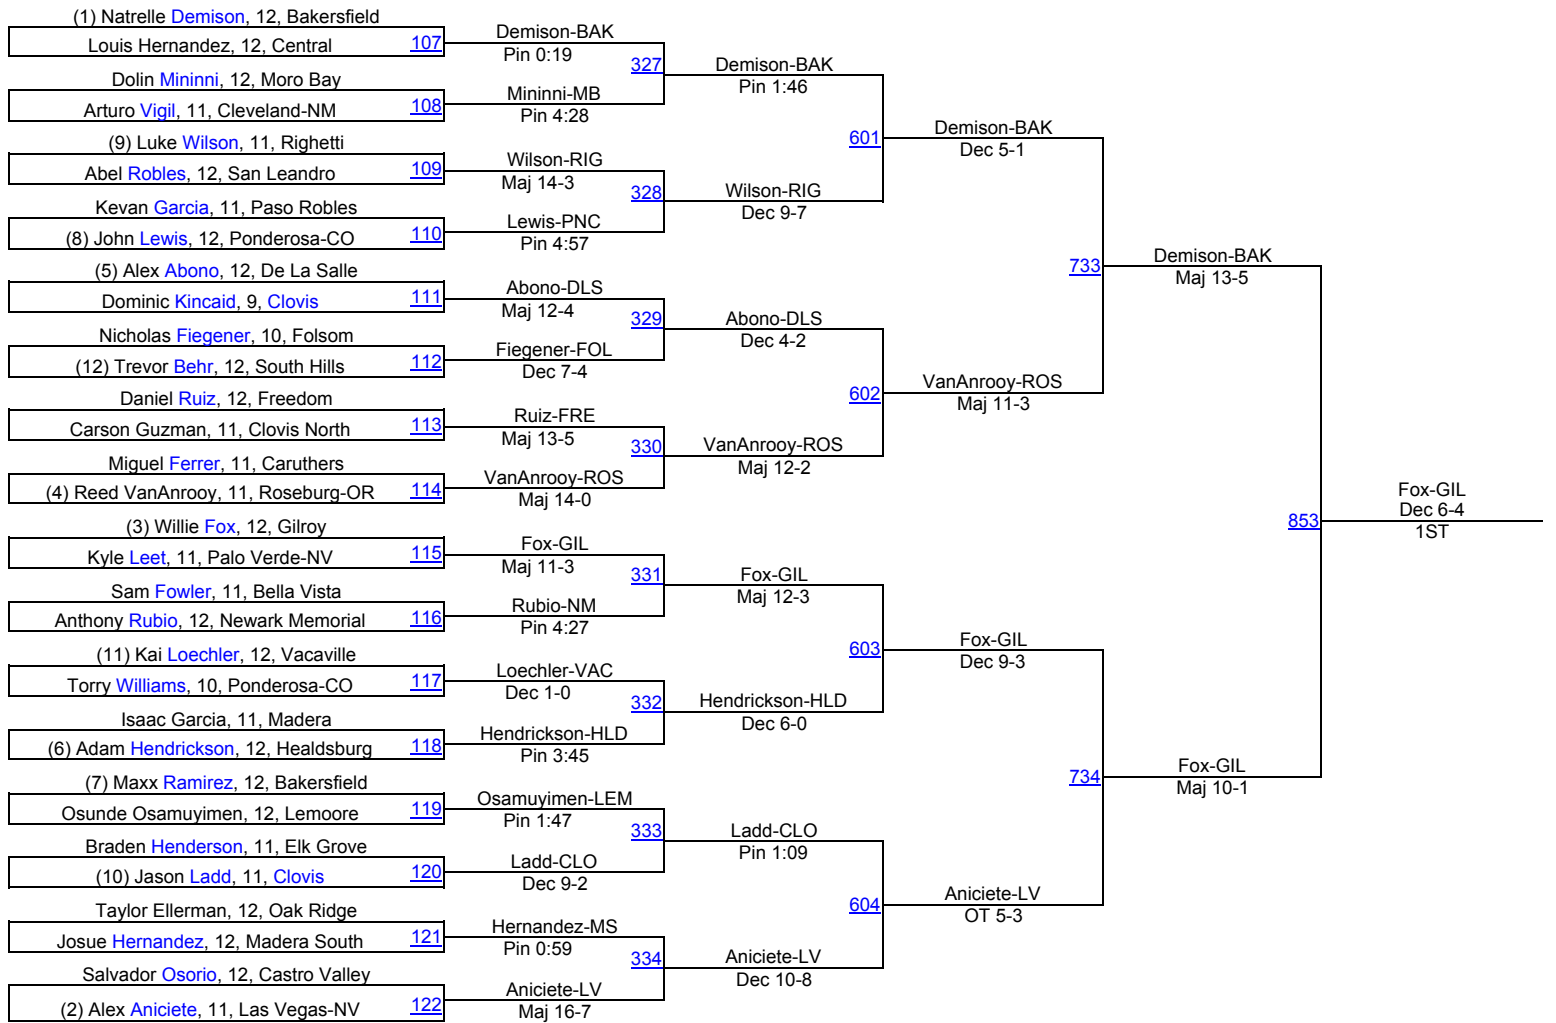 (1) Natrelle Demison, 12, Bakersfield
Louis Hernandez, 12, Central 107
Dolin Mininni, 12, Moro Bay
Arturo Vigil, 11, Cleveland-NM 108
(9) Luke Wilson, 11, Righetti
Abel Robles, 12, San Leandro 109
Kevan Garcia, 11, Paso Robles
(8) John Lewis, 12, Ponderosa-CO 110
(5) Alex Abono, 12, De La Salle
Dominic Kincaid, 9, Clovis 111
Nicholas Fiegener, 10, Folsom
(12) Trevor Behr, 12, South Hills 112
Daniel Ruiz, 12, Freedom
Carson Guzman, 11, Clovis North 113
Miguel Ferrer, 11, Caruthers
(4) Reed VanAnrooy, 11, Roseburg-OR 114
(3) Willie Fox, 12, Gilroy
Kyle Leet, 11, Palo Verde-NV 115
Sam Fowler, 11, Bella Vista
Anthony Rubio, 12, Newark Memorial 116
(11) Kai Loechler, 12, Vacaville
Torry Williams, 10, Ponderosa-CO 117
Isaac Garcia, 11, Madera
(6) Adam Hendrickson, 12, Healdsburg 118
(7) Maxx Ramirez, 12, Bakersfield
Osunde Osamuyimen, 12, Lemoore 119
Braden Henderson, 11, Elk Grove
(10) Jason Ladd, 11, Clovis 120
Taylor Ellerman, 12, Oak Ridge
Josue Hernandez, 12, Madera South 121
Salvador Osorio, 12, Castro Valley
(2) Alex Aniciete, 11, Las Vegas-NV 122
Demison-BAK
Pin 0:19
327
Mininni-MB
Pin 4:28
Wilson-RIG
Maj 14-3
328
Lewis-PNC
Pin 4:57
Abono-DLS
Maj 12-4
329
Fiegener-FOL
Dec 7-4
Ruiz-FRE
Maj 13-5
330
VanAnrooy-ROS
Maj 14-0
Fox-GIL
Maj 11-3
331
Rubio-NM
Pin 4:27
Loechler-VAC
Dec 1-0
332
Hendrickson-HLD
Pin 3:45
Osamuyimen-LEM
Pin 1:47
333
Ladd-CLO
Dec 9-2
Hernandez-MS
Pin 0:59
334
Aniciete-LV
Maj 16-7
Demison-BAK
Pin 1:46
601
Wilson-RIG
Dec 9-7
Abono-DLS
Dec 4-2
602
VanAnrooy-ROS
Maj 12-2
Fox-GIL
Maj 12-3
603
Hendrickson-HLD
Dec 6-0
Ladd-CLO
Pin 1:09
604
Aniciete-LV
Dec 10-8
Demison-BAK
Dec 5-1
733
VanAnrooy-ROS
Maj 11-3
Fox-GIL
Dec 9-3
734
Aniciete-LV
OT 5-3
Demison-BAK
Maj 13-5
853
Fox-GIL
Maj 10-1
Fox-GIL
Dec 6-4
1ST